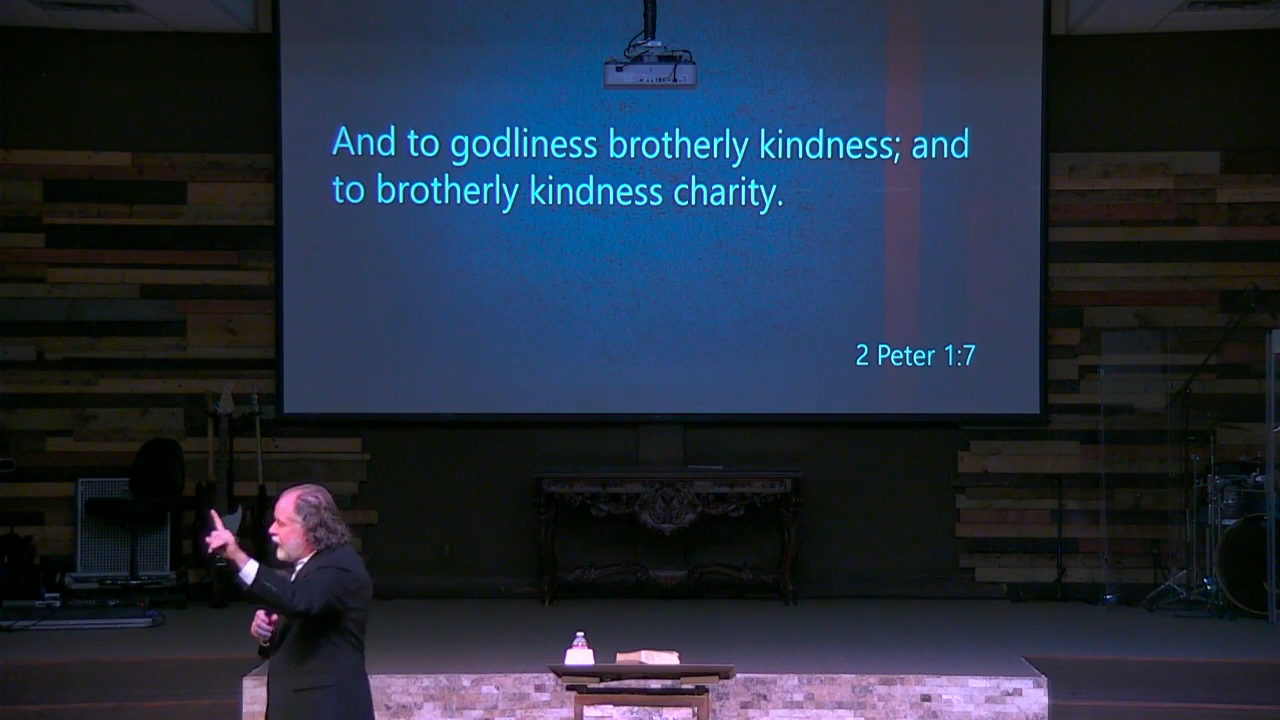 And to godliness brotherly kindness; and
to brotherly kindness charity.
2 Peter 1:7